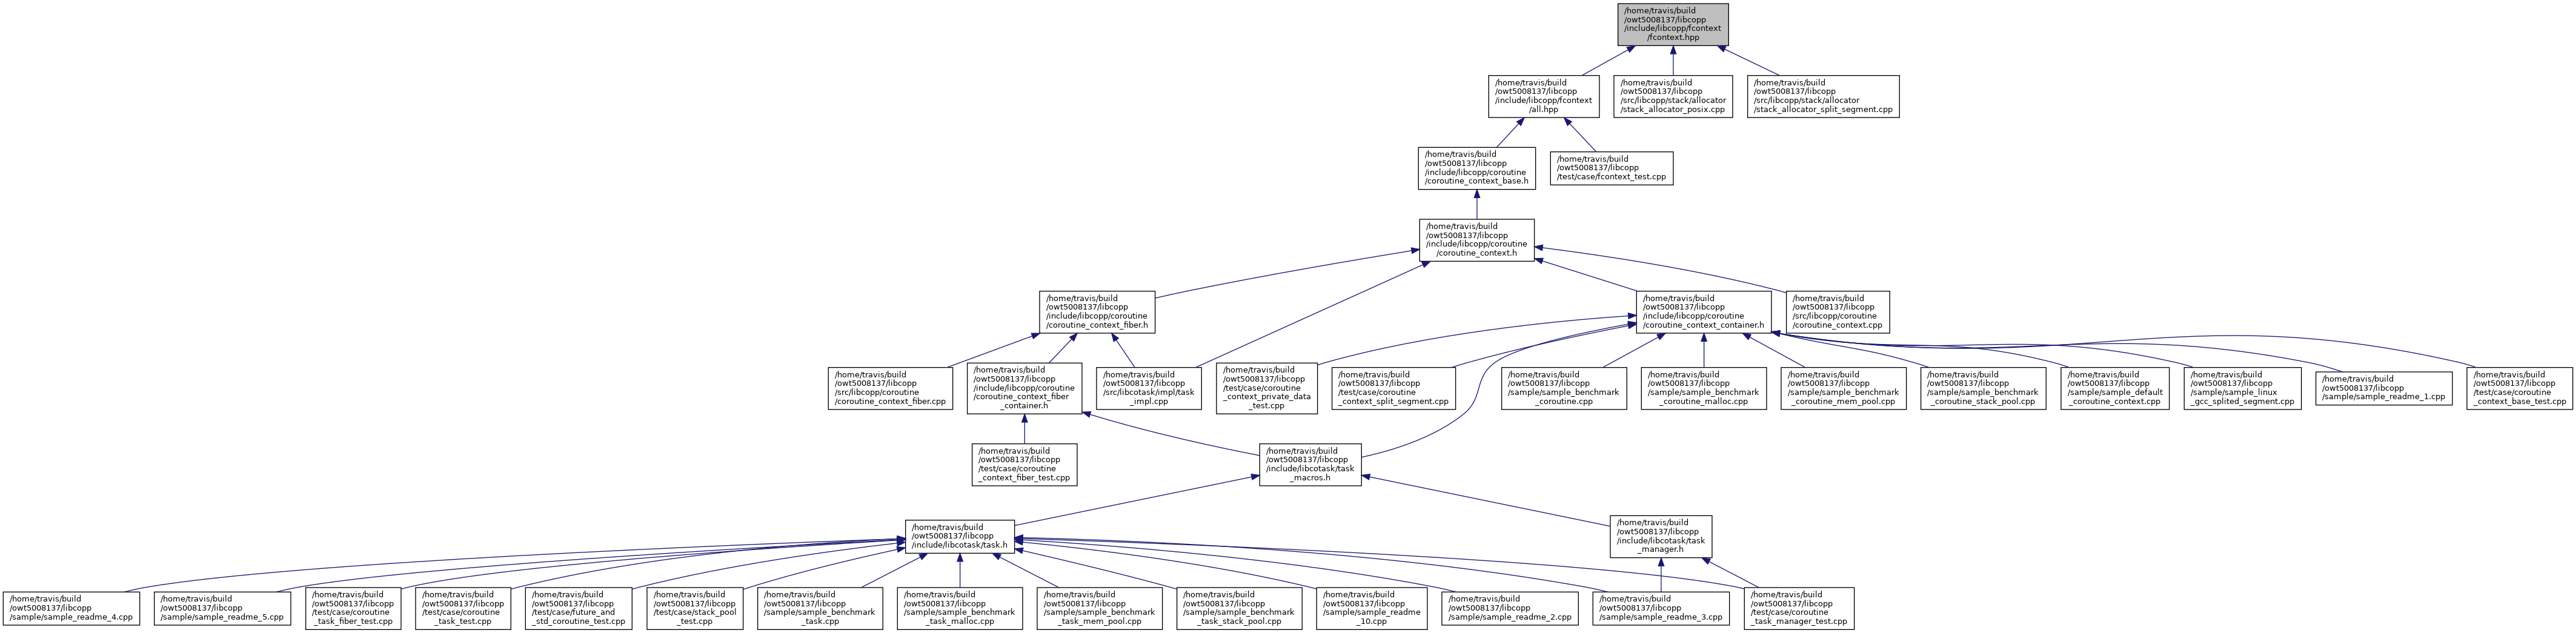 /home/travis/build
/owt5008137/libcopp
/include/libcopp/fcontext
/fcontext.hpp
/home/travis/build
/owt5008137/libcopp
/include/libcopp/fcontext
/all.hpp
/home/travis/build
/owt5008137/libcopp
/src/libcopp/stack/allocator
/stack_allocator_posix.cpp
/home/travis/build
/owt5008137/libcopp
/src/libcopp/stack/allocator
/stack_allocator_split_segment.cpp
/home/travis/build
/owt5008137/libcopp
/include/libcopp/coroutine
/coroutine_context_base.h
/home/travis/build
/owt5008137/libcopp
/test/case/fcontext_test.cpp
/home/travis/build
/owt5008137/libcopp
/include/libcopp/coroutine
/coroutine_context.h
/home/travis/build
/owt5008137/libcopp
/include/libcopp/coroutine
/coroutine_context_fiber.h
/home/travis/build
/owt5008137/libcopp
/include/libcopp/coroutine
/coroutine_context_container.h
/home/travis/build
/owt5008137/libcopp
/src/libcopp/coroutine
/coroutine_context.cpp
/home/travis/build
/owt5008137/libcopp
/src/libcopp/coroutine
/coroutine_context_fiber.cpp
/home/travis/build
/owt5008137/libcopp
/include/libcopp/coroutine
/coroutine_context_fiber
_container.h
/home/travis/build
/owt5008137/libcopp
/src/libcotask/impl/task
_impl.cpp
/home/travis/build
/owt5008137/libcopp
/test/case/coroutine
_context_private_data
_test.cpp
/home/travis/build
/owt5008137/libcopp
/test/case/coroutine
_context_split_segment.cpp
/home/travis/build
/owt5008137/libcopp
/sample/sample_benchmark
_coroutine.cpp
/home/travis/build
/owt5008137/libcopp
/sample/sample_benchmark
_coroutine_malloc.cpp
/home/travis/build
/owt5008137/libcopp
/sample/sample_benchmark
_coroutine_mem_pool.cpp
/home/travis/build
/owt5008137/libcopp
/sample/sample_benchmark
_coroutine_stack_pool.cpp
/home/travis/build
/owt5008137/libcopp
/sample/sample_default
_coroutine_context.cpp
/home/travis/build
/owt5008137/libcopp
/sample/sample_linux
_gcc_splited_segment.cpp
/home/travis/build
/owt5008137/libcopp
/sample/sample_readme_1.cpp
/home/travis/build
/owt5008137/libcopp
/test/case/coroutine
_context_base_test.cpp
/home/travis/build
/owt5008137/libcopp
/test/case/coroutine
_context_fiber_test.cpp
/home/travis/build
/owt5008137/libcopp
/include/libcotask/task
_macros.h
/home/travis/build
/owt5008137/libcopp
/include/libcotask/task.h
/home/travis/build
/owt5008137/libcopp
/include/libcotask/task
_manager.h
/home/travis/build
/owt5008137/libcopp
/sample/sample_readme_4.cpp
/home/travis/build
/owt5008137/libcopp
/sample/sample_readme_5.cpp
/home/travis/build
/owt5008137/libcopp
/test/case/coroutine
_task_fiber_test.cpp
/home/travis/build
/owt5008137/libcopp
/test/case/coroutine
_task_test.cpp
/home/travis/build
/owt5008137/libcopp
/test/case/future_and
_std_coroutine_test.cpp
/home/travis/build
/owt5008137/libcopp
/test/case/stack_pool
_test.cpp
/home/travis/build
/owt5008137/libcopp
/sample/sample_benchmark
_task.cpp
/home/travis/build
/owt5008137/libcopp
/sample/sample_benchmark
_task_malloc.cpp
/home/travis/build
/owt5008137/libcopp
/sample/sample_benchmark
_task_mem_pool.cpp
/home/travis/build
/owt5008137/libcopp
/sample/sample_benchmark
_task_stack_pool.cpp
/home/travis/build
/owt5008137/libcopp
/sample/sample_readme
_10.cpp
/home/travis/build
/owt5008137/libcopp
/sample/sample_readme_2.cpp
/home/travis/build
/owt5008137/libcopp
/sample/sample_readme_3.cpp
/home/travis/build
/owt5008137/libcopp
/test/case/coroutine
_task_manager_test.cpp